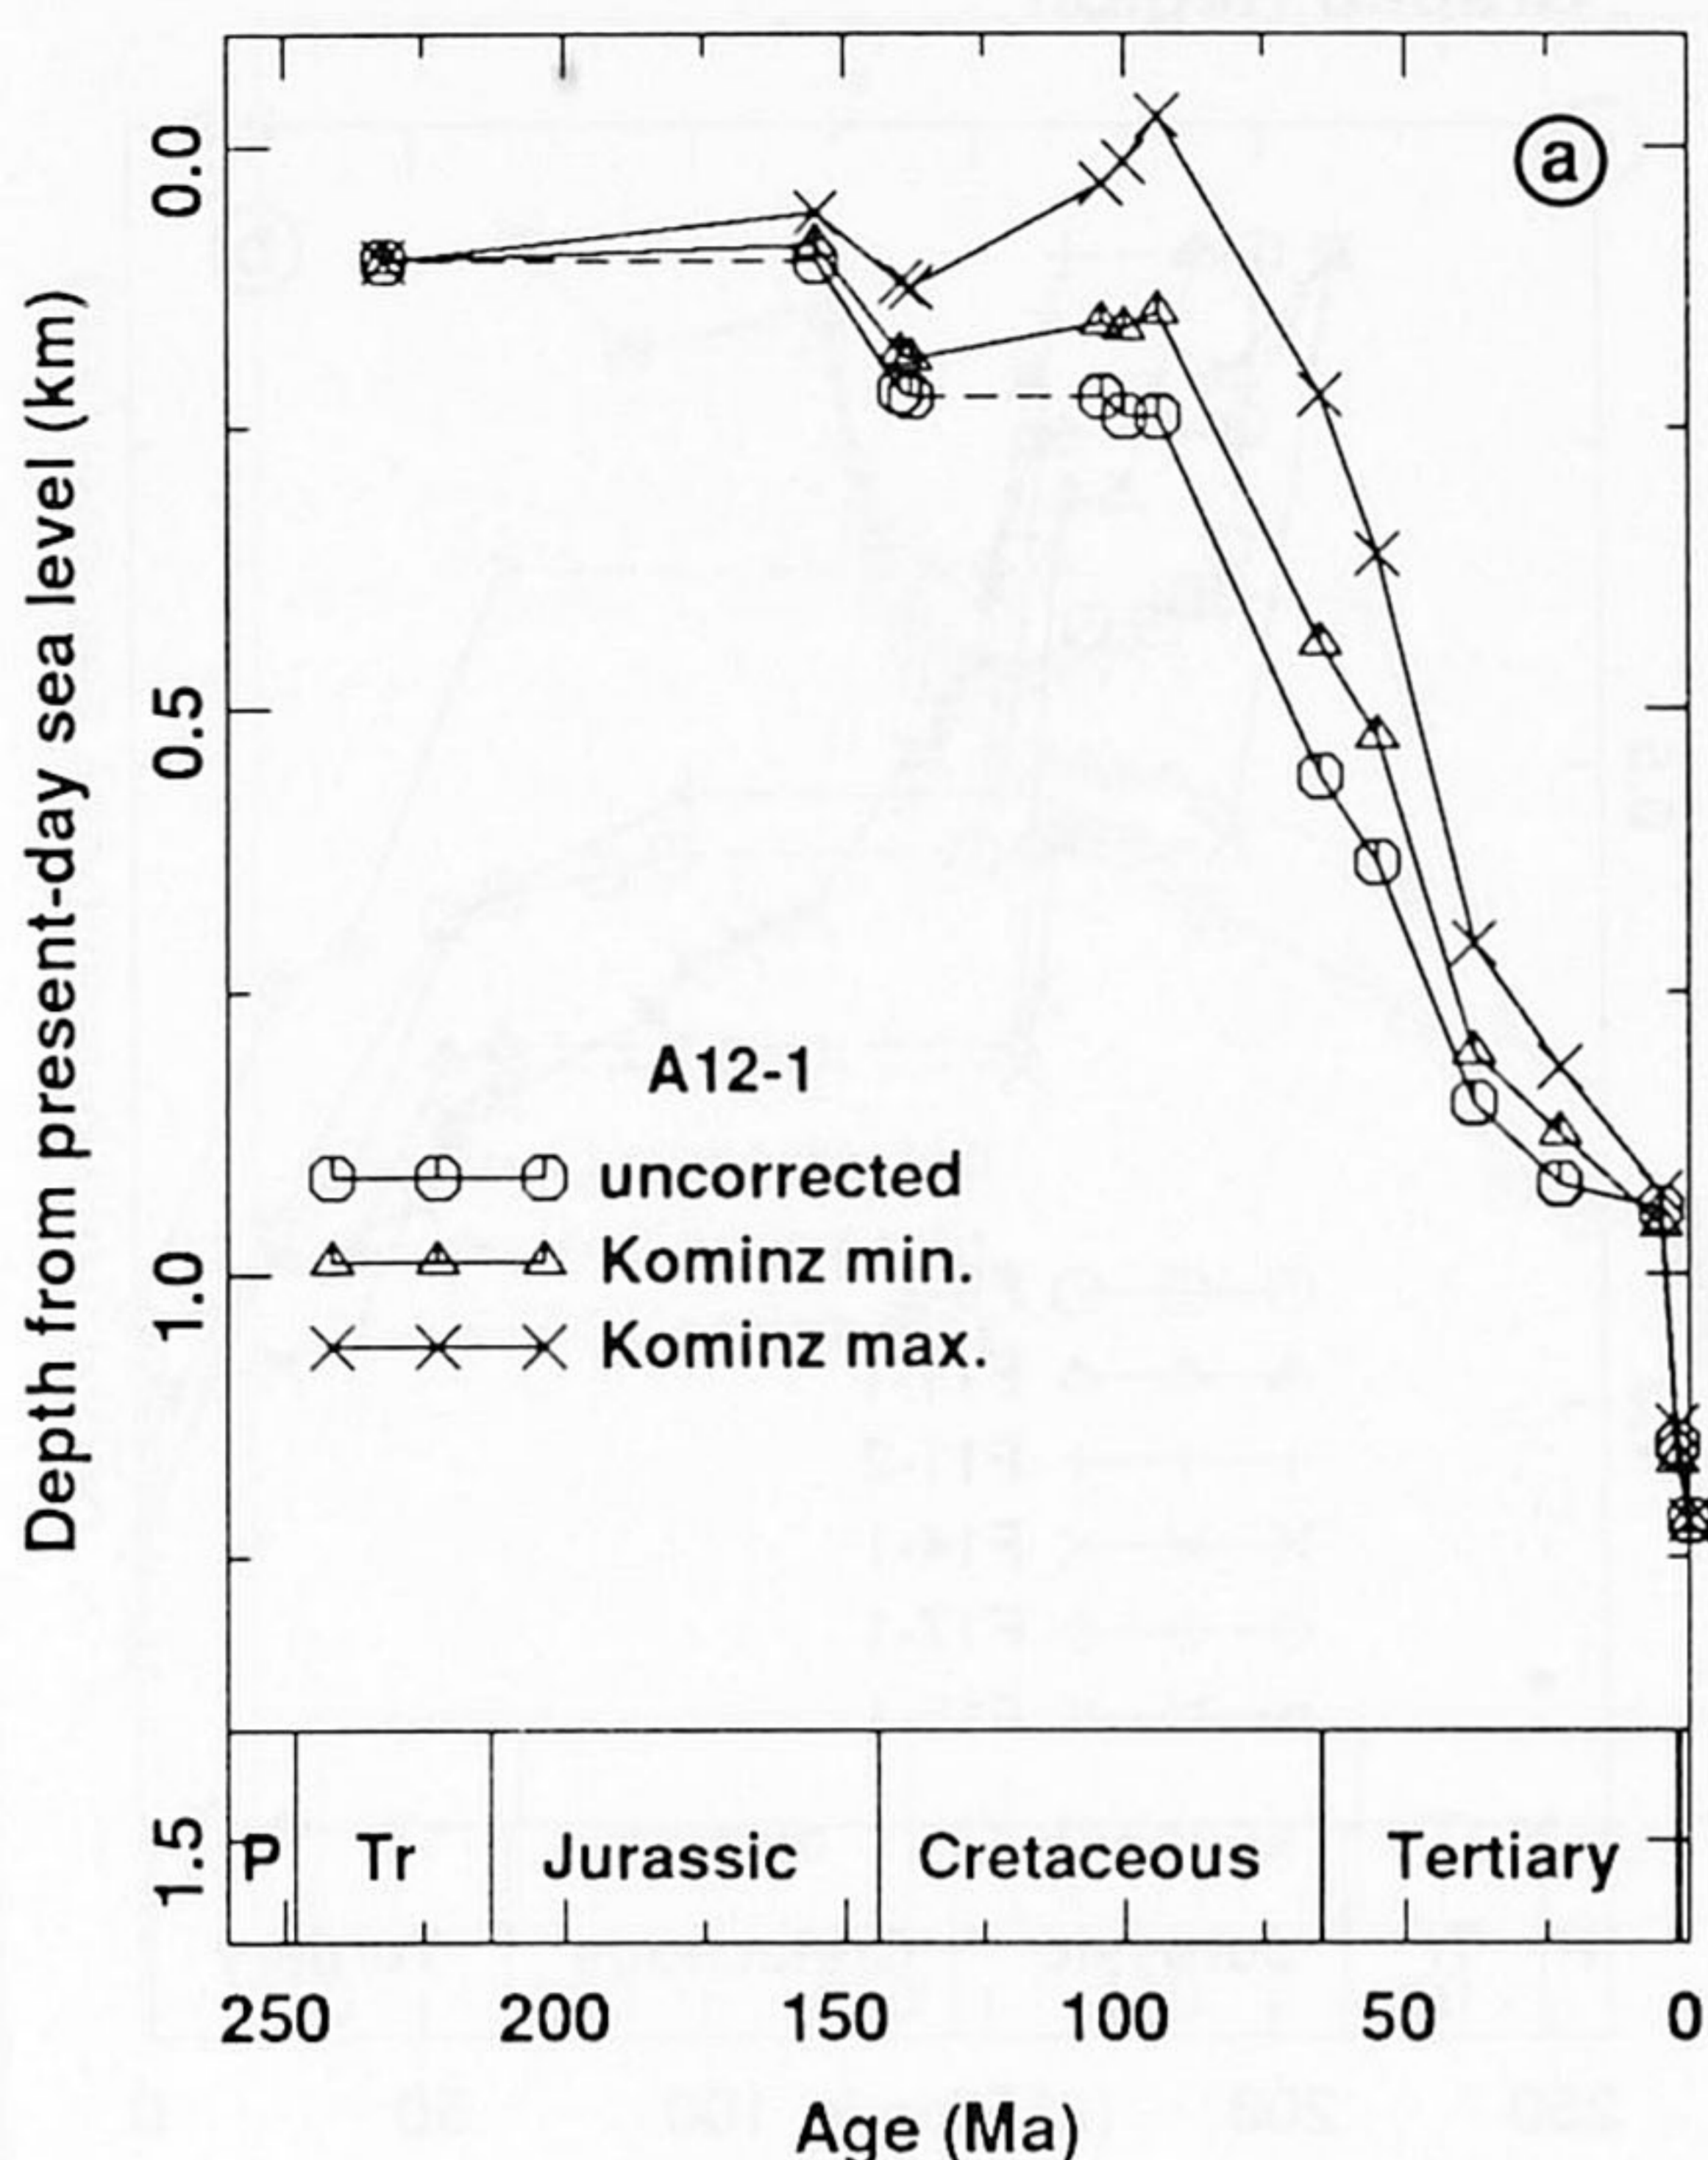 a
0.0
0.5
1.0
1.5
Depth from present-day sea level (km)
A12-1
uncorrected
Kominz min.
Kominz max.
P Tr Jurassic Cretaceous Tertiary
250 200 150 100 50 0
Age (Ma)